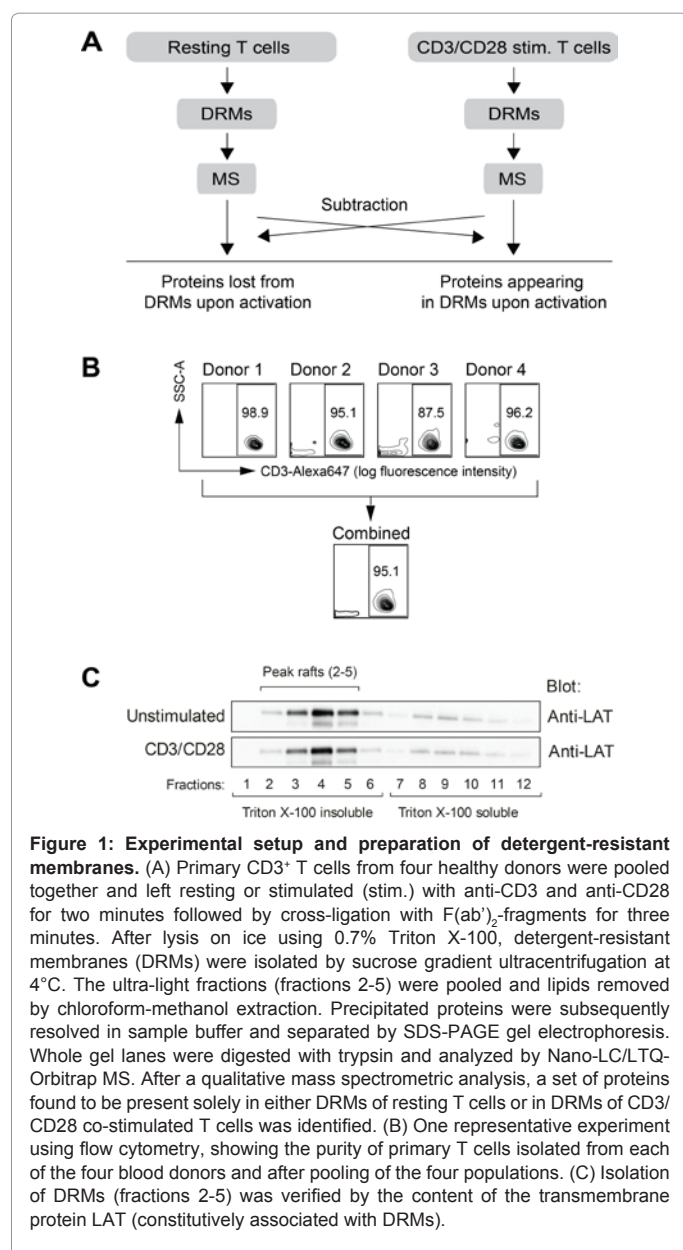 A
Resting T cells
CD3/CD28 stim. T cells
DRMs
DRMs
MS
MS
Subtraction
Proteins lost from
DRMs upon activation
Proteins appearing
in DRMs upon activation
B
SSC-A
Donor 1
Donor 2
Donor 3
Donor 4
98.9
95.1
87.5
96.2
CD3-Alexa647 (log fluorescence intensity)
Combined
95.1
C
Peak rafts (2-5)
Blot:
Unstimulated
Anti-LAT
CD3/CD28
Anti-LAT
Fractions: 1 2 3 4 5 6 7 8 9 10 11 12
Triton X-100 insoluble
Triton X-100 soluble
Figure 1: Experimental setup and preparation of detergent-resistant
membranes. (A) Primary CD3⁺ T cells from four healthy donors were pooled
together and left resting or stimulated (stim.) with anti-CD3 and anti-CD28
for two minutes followed by cross-ligation with F(ab')₂-fragments for three
minutes. After lysis on ice using 0.7% Triton X-100, detergent-resistant
membranes (DRMs) were isolated by sucrose gradient ultracentrifugation at
4°C. The ultra-light fractions (fractions 2-5) were pooled and lipids removed
by chloroform-methanol extraction. Precipitated proteins were subsequently
resolved in sample buffer and separated by SDS-PAGE gel electrophoresis.
Whole gel lanes were digested with trypsin and analyzed by Nano-LC/LTQ-
Orbitrap MS. After a qualitative mass spectrometric analysis, a set of proteins
found to be present solely in either DRMs of resting T cells or in DRMs of CD3/
CD28 co-stimulated T cells was identified. (B) One representative experiment
using flow cytometry, showing the purity of primary T cells isolated from each
of the four blood donors and after pooling of the four populations. (C) Isolation
of DRMs (fractions 2-5) was verified by the content of the transmembrane
protein LAT (constitutively associated with DRMs).